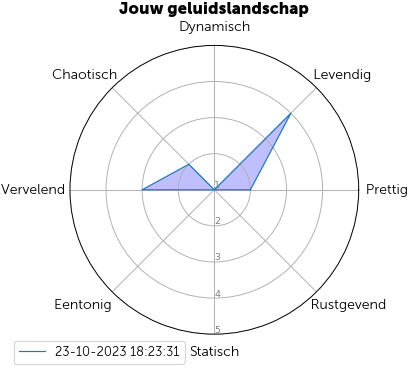 Jouw geluidslandschap
Dynamisch
Chaotisch
Levendig
Vervelend
1
Prettig
2
3
4
Eentonig
Rustgevend
5
23-10-2023 18:23:31
Statisch